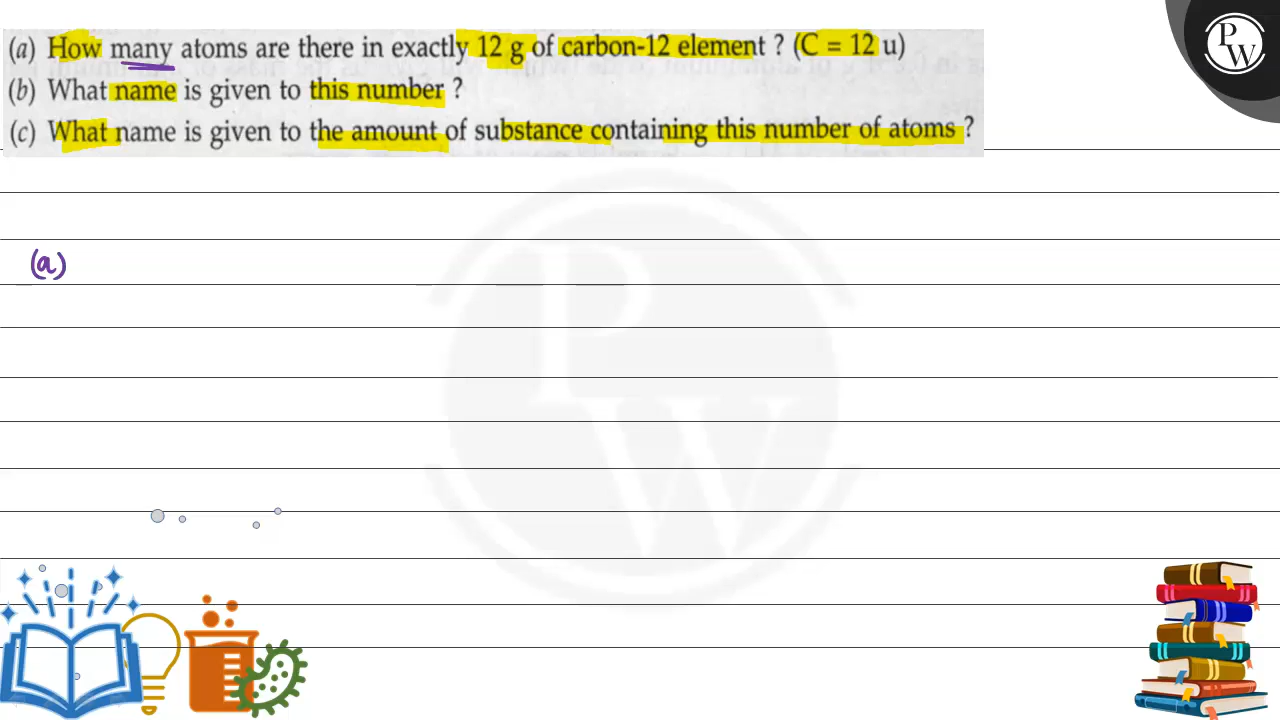 (a) How many atoms are there in exactly 12 g of carbon-12 element ? (C = 12 u)
(b) What name is given to this number ?
(c) What name is given to the amount of substance containing this number of atoms ?
(a)
P
W
P
W